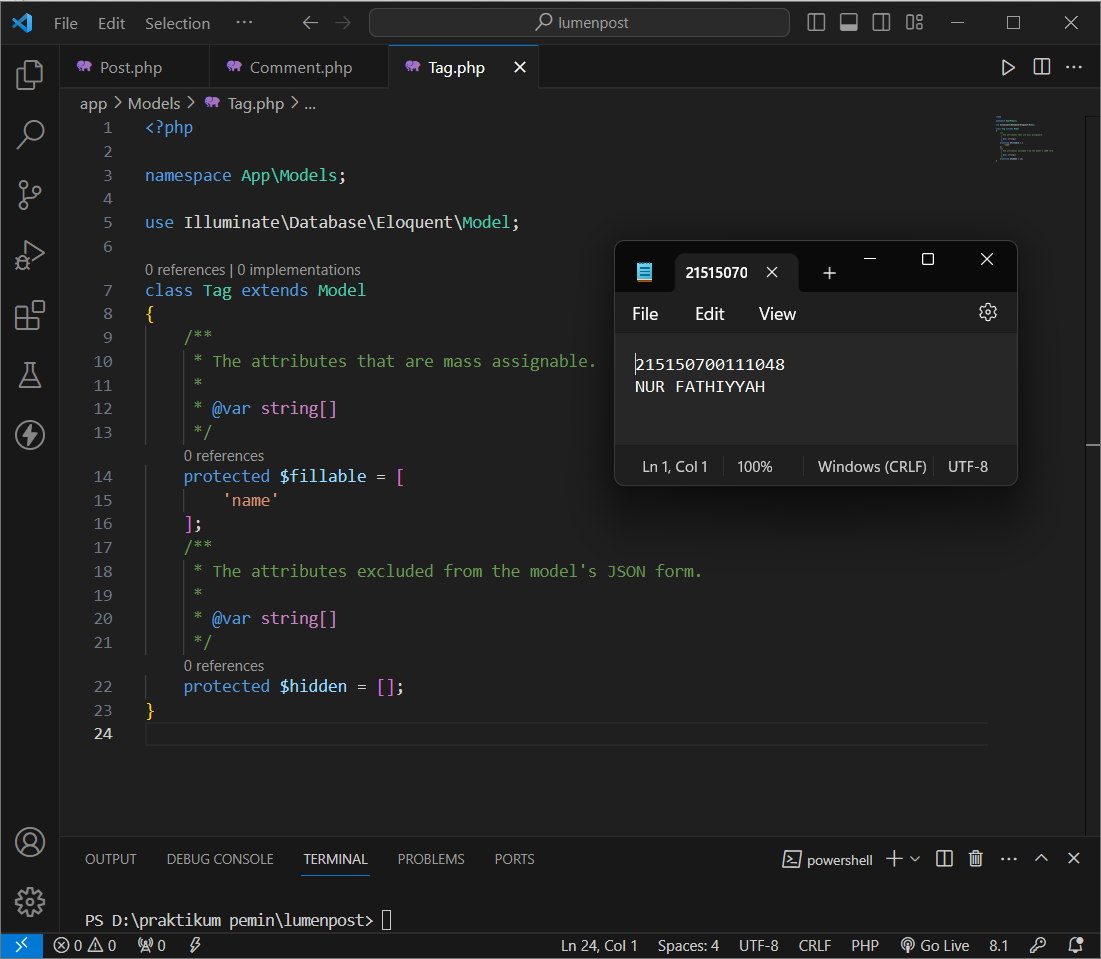 File Edit Selection ··· lumenpost
Post.php Comment.php Tag.php
app > Models > Tag.php > ...
1 <?php
2
3 namespace App\Models;
4
5 use Illuminate\Database\Eloquent\Model;
6
0 references | 0 implementations
7 class Tag extends Model
8 {
9     /**
10      * The attributes that are mass assignable.
11      *
12      * @var string[]
13      */
0 references
14     protected $fillable = [
15         'name'
16     ];
17     /**
18      * The attributes excluded from the model's JSON form.
19      *
20      * @var string[]
21      */
0 references
22     protected $hidden = [];
23 }
24
21515070
File Edit View
215150700111048
NUR FATHIYYAH
Ln 1, Col 1 100% Windows (CRLF) UTF-8
OUTPUT DEBUG CONSOLE TERMINAL PROBLEMS PORTS powershell
PS D:\praktikum pemin\lumenpost>
0 0 0 Ln 24, Col 1 Spaces: 4 UTF-8 CRLF PHP Go Live 8.1